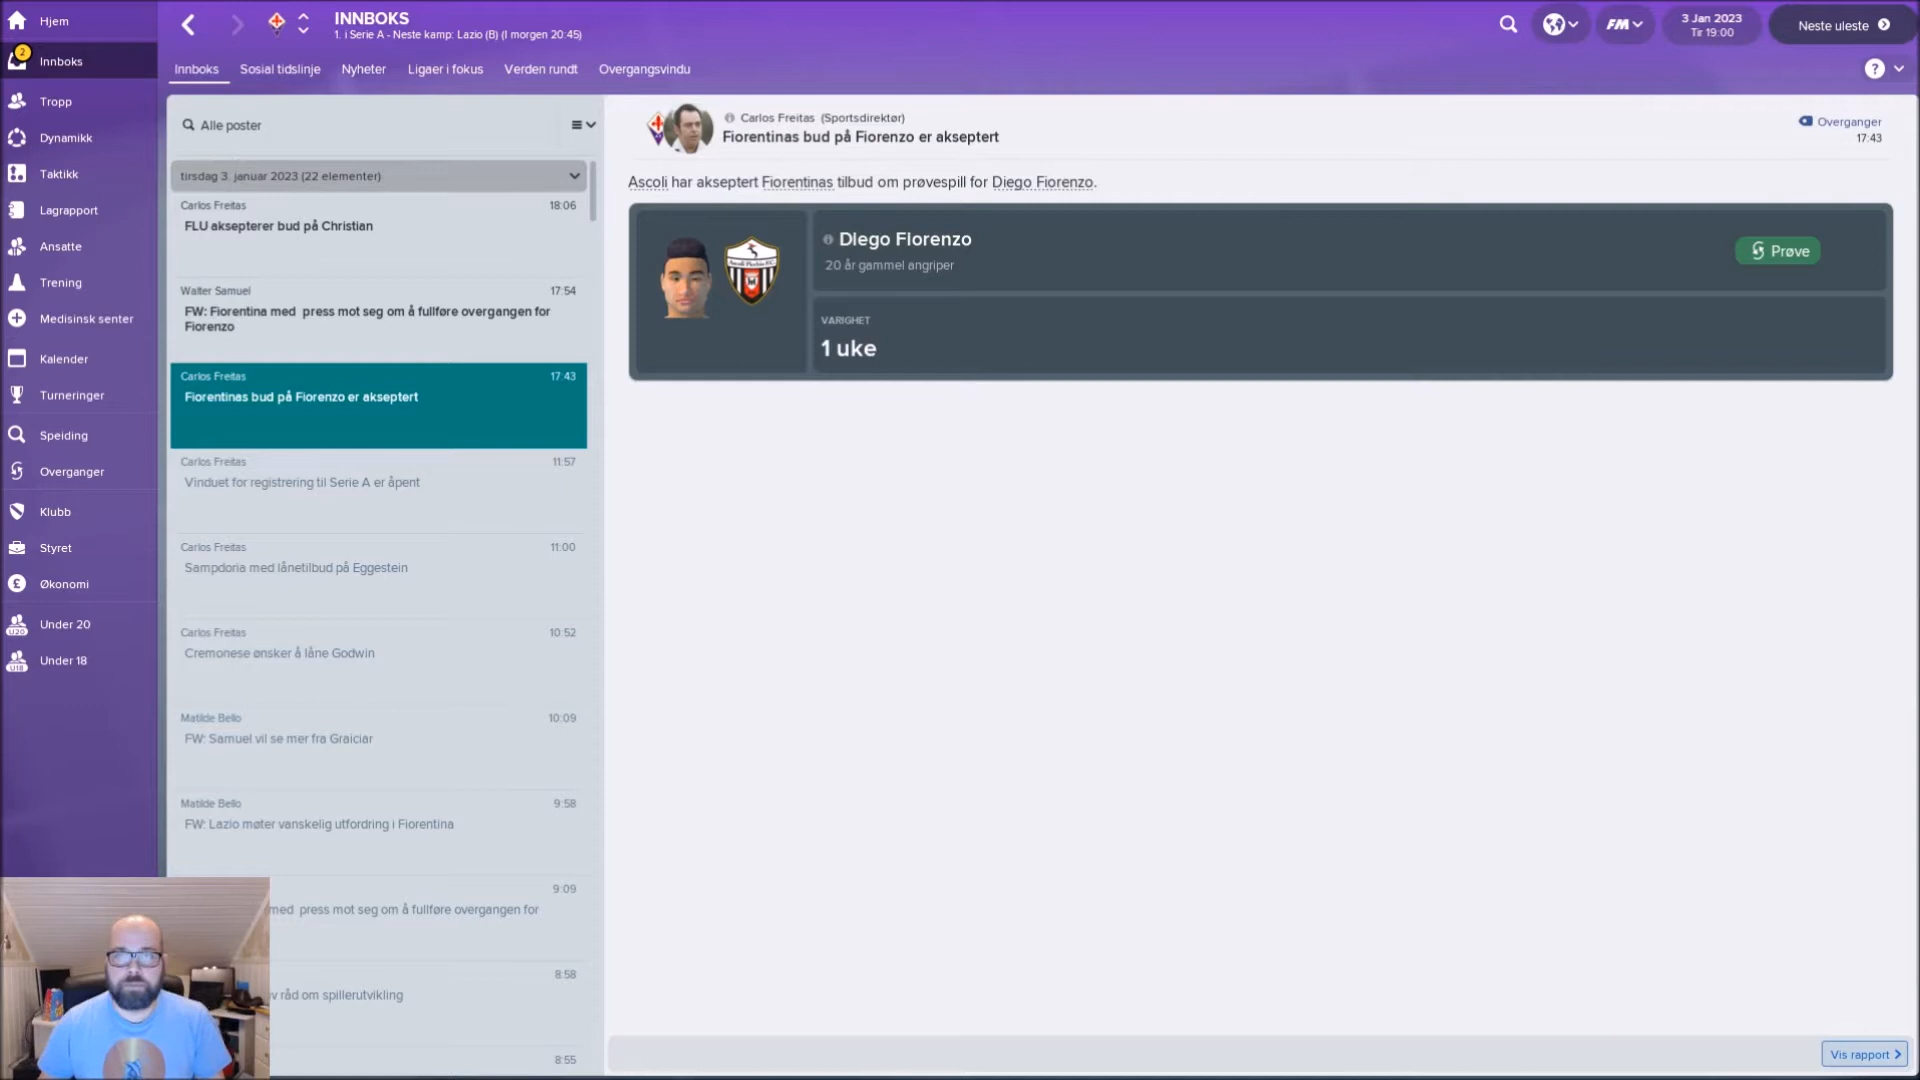 Hjem
2
Innboks
Tropp
Dynamikk
Taktikk
Lagrapport
Ansatte
Trening
Medisinsk senter
Kalender
Turneringer
Speiding
Overganger
Klubb
Styret
Økonomi
U20
Under 20
U18
Under 18
INNBOKS
1. i Serie A - Neste kamp: Lazio (B) (I morgen 20:45)
FM
3 Jan 2023
Tir 19:00
Neste uleste
Innboks
Sosial tidslinje
Nyheter
Ligaer i fokus
Verden rundt
Overgangsvindu
?
Alle poster
tirsdag 3. januar 2023 (22 elementer)
Carlos Freitas 18:06
FLU aksepterer bud på Christian
Walter Samuel 17:54
FW: Fiorentina med press mot seg om å fullføre overgangen for
Fiorenzo
Carlos Freitas 17:43
Fiorentinas bud på Fiorenzo er akseptert
Carlos Freitas 11:57
Vinduet for registrering til Serie A er åpent
Carlos Freitas 11:00
Sampdoria med lånetilbud på Eggestein
Carlos Freitas 10:52
Cremonese ønsker å låne Godwin
Matilde Bello 10:09
FW: Samuel vil se mer fra Graiciar
Matilde Bello 9:58
FW: Lazio møter vanskelig utfordring i Fiorentina
9:09
med press mot seg om å fullføre overgangen for
8:58
v råd om spillerutvikling
8:55
Carlos Freitas (Sportsdirektør)
Fiorentinas bud på Fiorenzo er akseptert
Overganger
17:43
Ascoli har akseptert Fiorentinas tilbud om prøvespill for Diego Fiorenzo.
Diego Fiorenzo
20 år gammel angriper
Prøve
VARIGHET
1 uke
Vis rapport